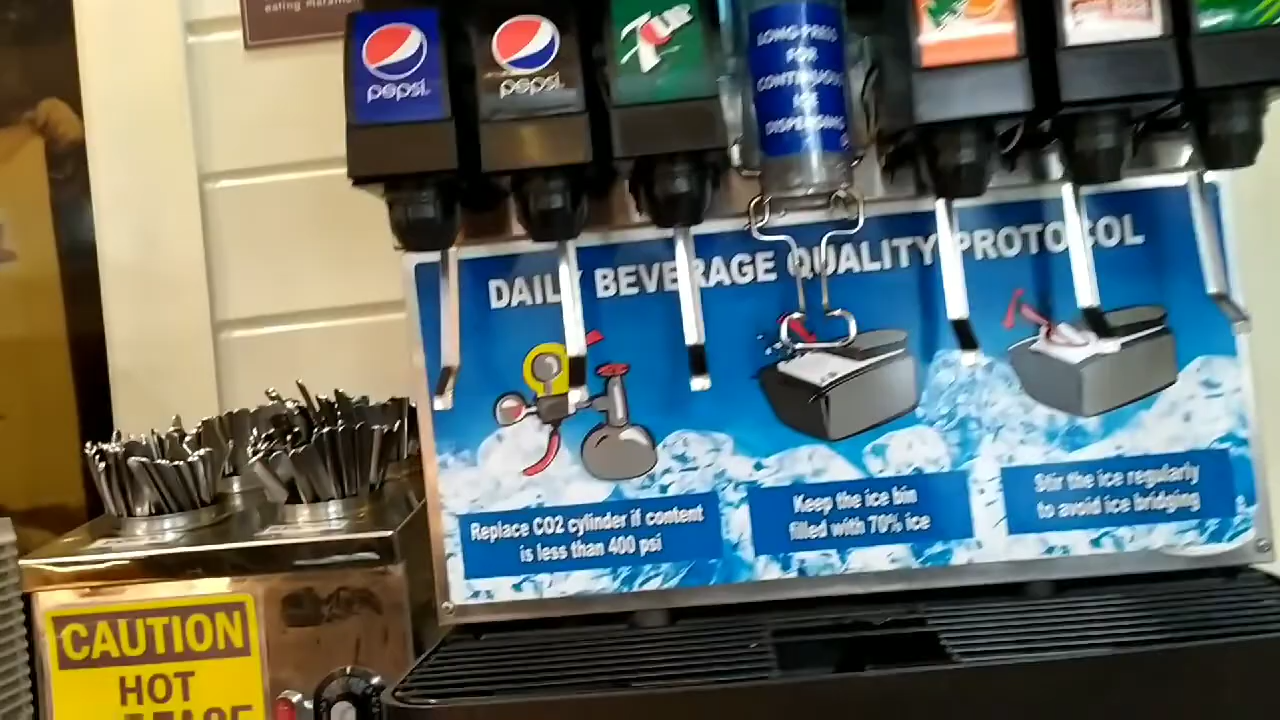 eating
pepsi
pepsi
7UP
LONG PRESS
FOR
CONTINUOUS
ICE
DISPENSING
DAILY BEVERAGE QUALITY PROTOCOL
Replace CO2 cylinder if content
is less than 400 psi
Keep the ice bin
filled with 70% ice
Stir the ice regularly
to avoid ice bridging
CAUTION
HOT